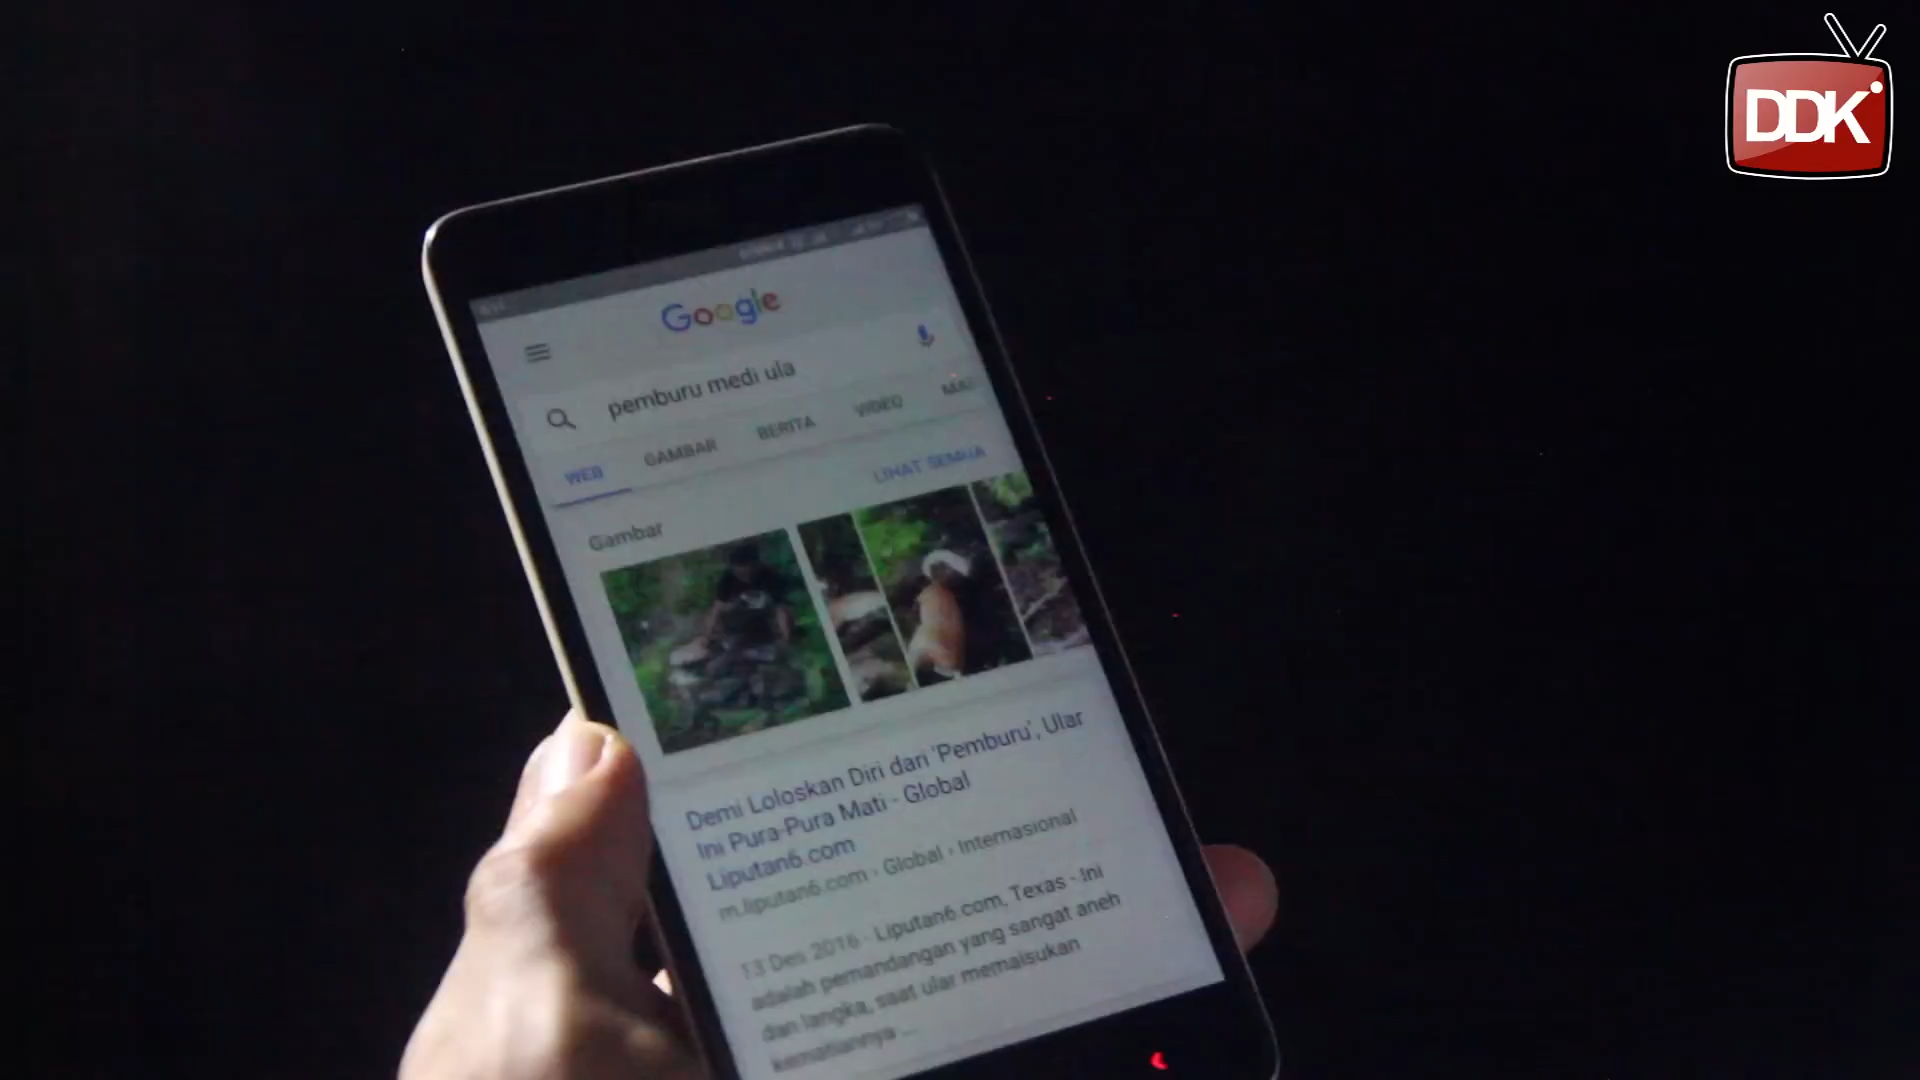 DDK
Google
pemburu medi ula
WEB GAMBAR BERITA VIDEO
LIHAT SEMUA
Gambar
Demi Loloskan Diri dari 'Pemburu', Ular
Ini Pura-Pura Mati - Global
Liputan6.com
m.liputan6.com › Global › Internasional
13 Des 2016 - Liputan6.com, Texas - Ini
adalah pemandangan yang sangat aneh
dan langka, saat ular memalsukan
kematiannya ...